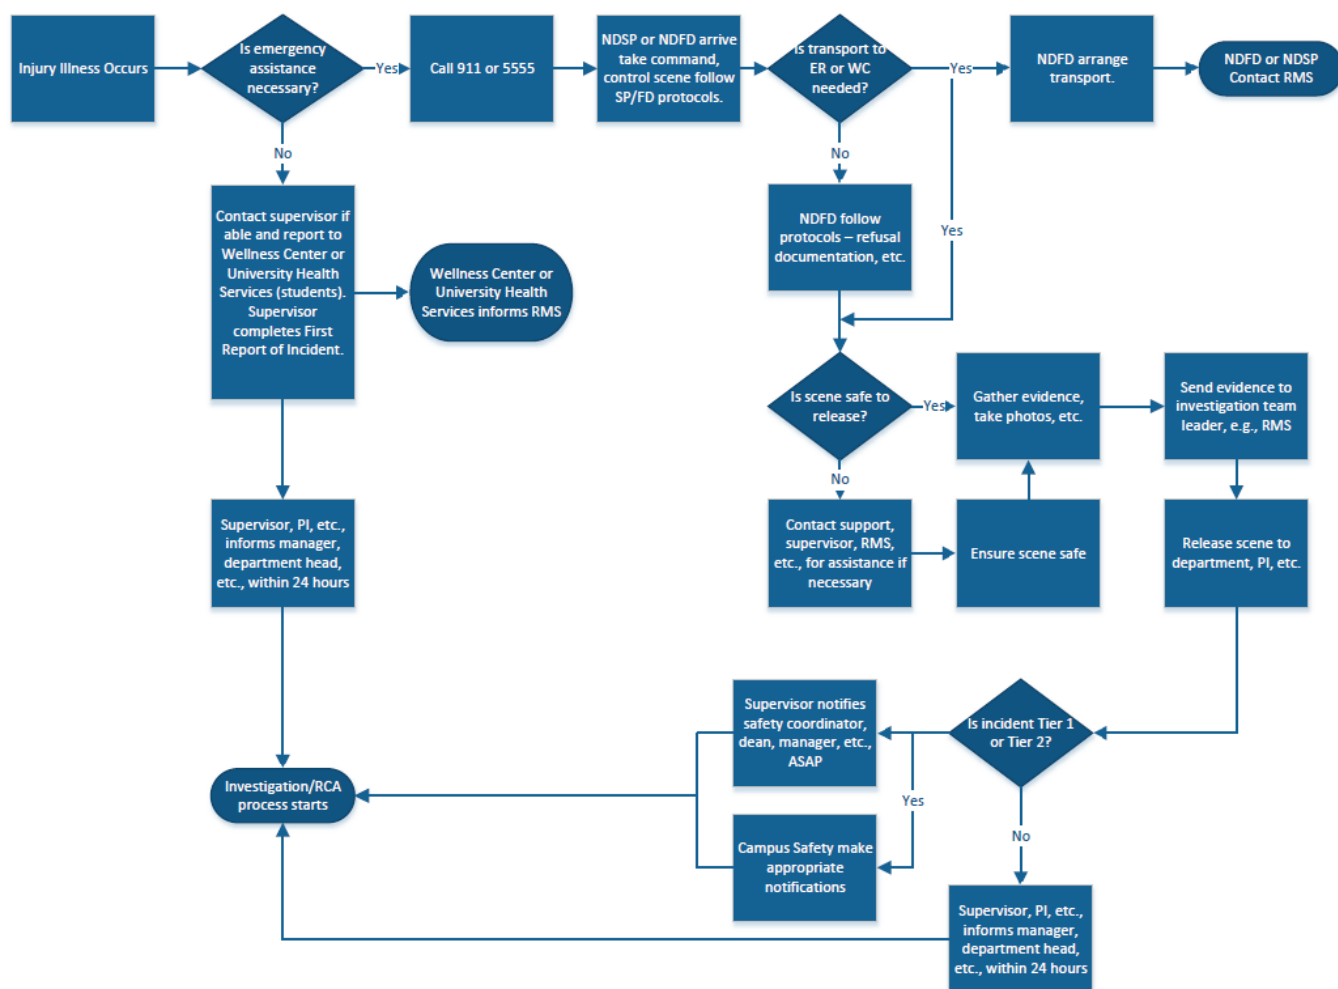 Injury Illness Occurs
Is emergency
assistance
necessary?
Yes
Call 911 or 5555
NDSP or NDFD arrive
take command,
control scene follow
SP/FD protocols.
Is transport to
ER or WC
needed?
Yes
NDFD arrange
transport.
NDFD or NDSP
Contact RMS
No
No
Contact supervisor if
able and report to
Wellness Center or
University Health
Services (students).
Supervisor
completes First
Report of Incident.
Wellness Center or
University Health
Services informs RMS
NDFD follow
protocols – refusal
documentation, etc.
Yes
Is scene safe to
release?
Yes
Gather evidence,
take photos, etc.
Send evidence to
investigation team
leader, e.g., RMS
No
Supervisor, PI, etc.,
informs manager,
department head,
etc., within 24 hours
Contact support,
supervisor, RMS,
etc., for assistance if
necessary
Ensure scene safe
Release scene to
department, PI, etc.
Supervisor notifies
safety coordinator,
dean, manager, etc.,
ASAP
Is incident Tier 1
or Tier 2?
Investigation/RCA
process starts
Yes
No
Campus Safety make
appropriate
notifications
Supervisor, PI, etc.,
informs manager,
department head,
etc., within 24 hours